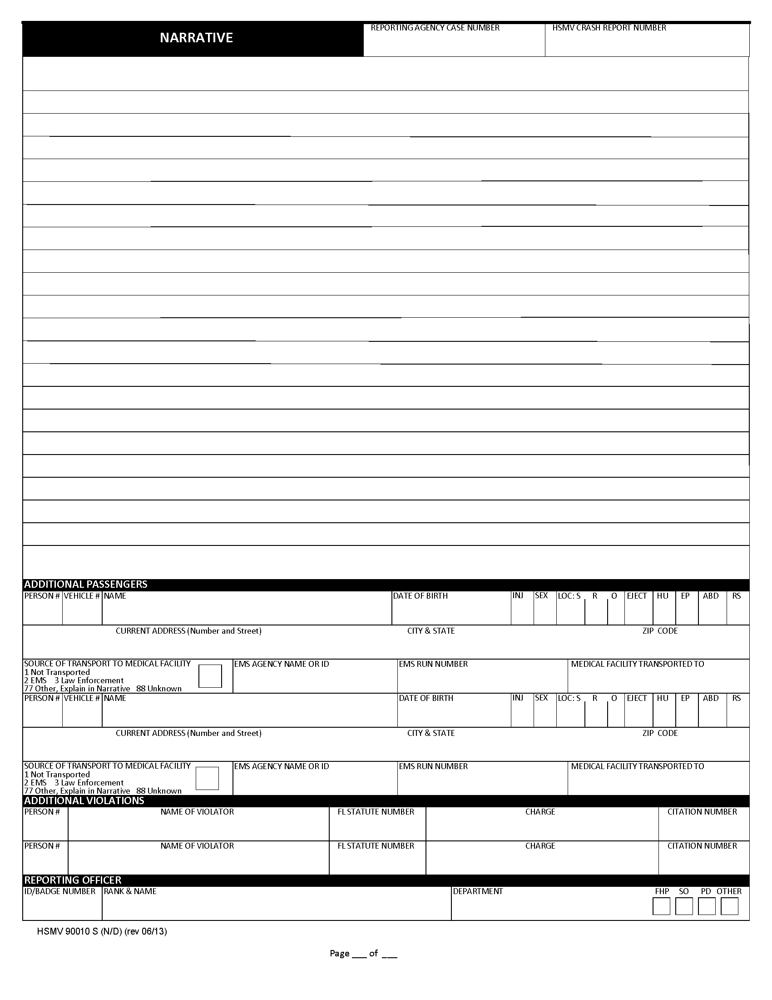 NARRATIVE REPORTING AGENCY CASE NUMBER HSMV CRASH REPORT NUMBER
ADDITIONAL PASSENGERS
PERSON # VEHICLE # NAME DATE OF BIRTH INJ SEX LOC: S R O EJECT HU EP ABD RS
CURRENT ADDRESS (Number and Street) CITY & STATE ZIP CODE
SOURCE OF TRANSPORT TO MEDICAL FACILITY EMS AGENCY NAME OR ID EMS RUN NUMBER MEDICAL FACILITY TRANSPORTED TO
1 Not Transported
2 EMS 3 Law Enforcement
77 Other, Explain in Narrative 88 Unknown
PERSON # VEHICLE # NAME DATE OF BIRTH INJ SEX LOC: S R O EJECT HU EP ABD RS
CURRENT ADDRESS (Number and Street) CITY & STATE ZIP CODE
SOURCE OF TRANSPORT TO MEDICAL FACILITY EMS AGENCY NAME OR ID EMS RUN NUMBER MEDICAL FACILITY TRANSPORTED TO
1 Not Transported
2 EMS 3 Law Enforcement
77 Other, Explain in Narrative 88 Unknown
ADDITIONAL VIOLATIONS
PERSON # NAME OF VIOLATOR FL STATUTE NUMBER CHARGE CITATION NUMBER
PERSON # NAME OF VIOLATOR FL STATUTE NUMBER CHARGE CITATION NUMBER
REPORTING OFFICER
ID/BADGE NUMBER RANK & NAME DEPARTMENT FHP SO PD OTHER
HSMV 90010 S (N/D) (rev 06/13)
Page ___ of ___